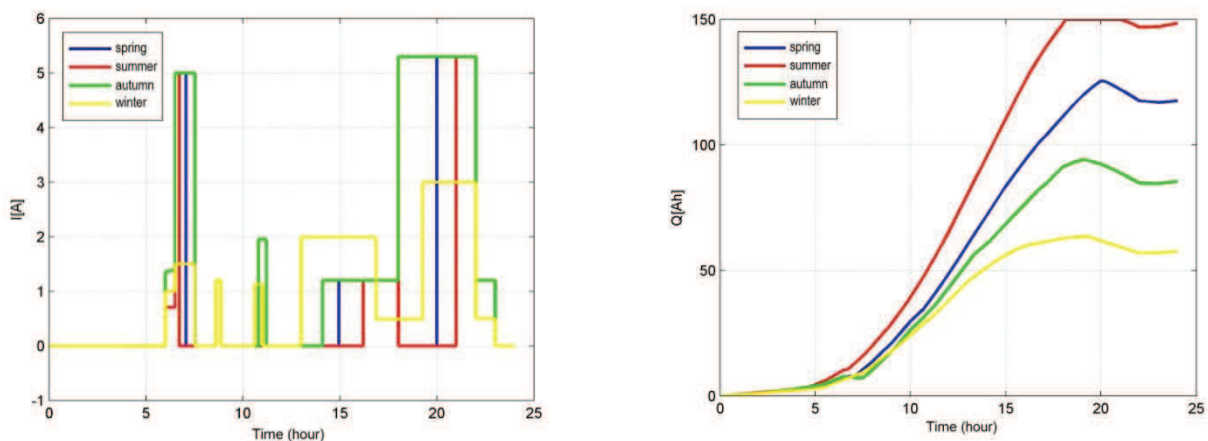 6
5
4
3
2
1
0
-1
I[A]
spring
summer
autumn
winter
0 5 10 15 20 25
Time (hour)
150
100
50
0
Q[Ah]
spring
summer
autumn
winter
0 5 10 15 20 25
Time (hour)